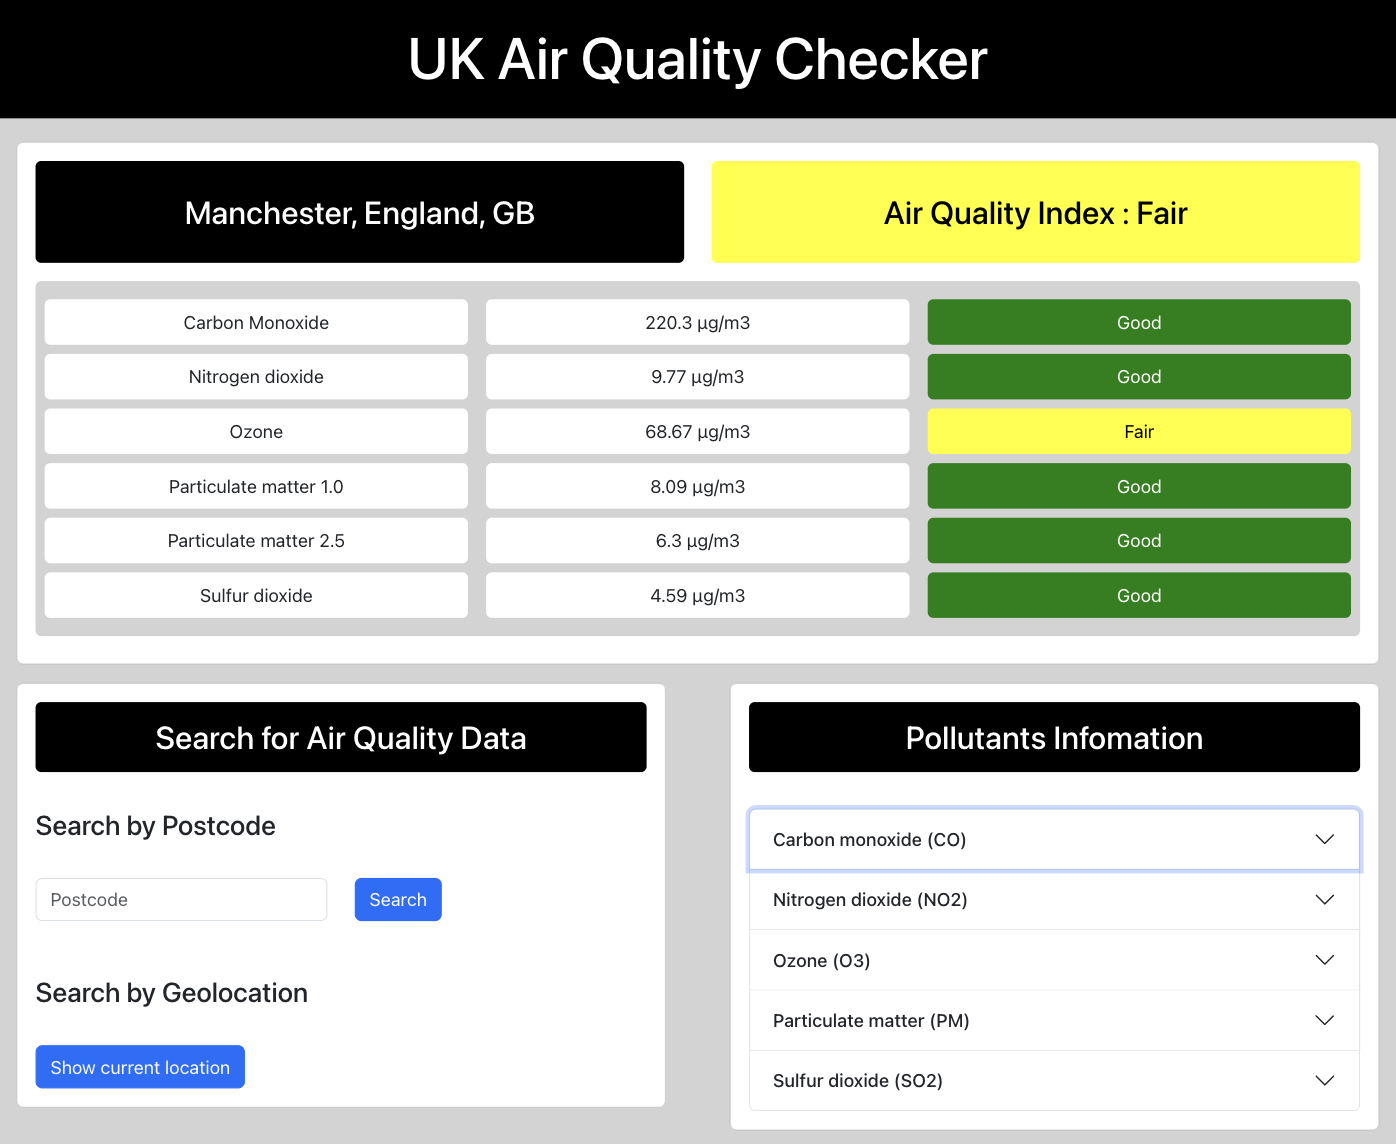 UK Air Quality Checker
Manchester, England, GB
Air Quality Index : Fair
Carbon Monoxide 220.3 µg/m3 Good
Nitrogen dioxide 9.77 µg/m3 Good
Ozone 68.67 µg/m3 Fair
Particulate matter 1.0 8.09 µg/m3 Good
Particulate matter 2.5 6.3 µg/m3 Good
Sulfur dioxide 4.59 µg/m3 Good
Search for Air Quality Data
Search by Postcode
Postcode Search
Search by Geolocation
Show current location
Pollutants Infomation
Carbon monoxide (CO)
Nitrogen dioxide (NO2)
Ozone (O3)
Particulate matter (PM)
Sulfur dioxide (SO2)